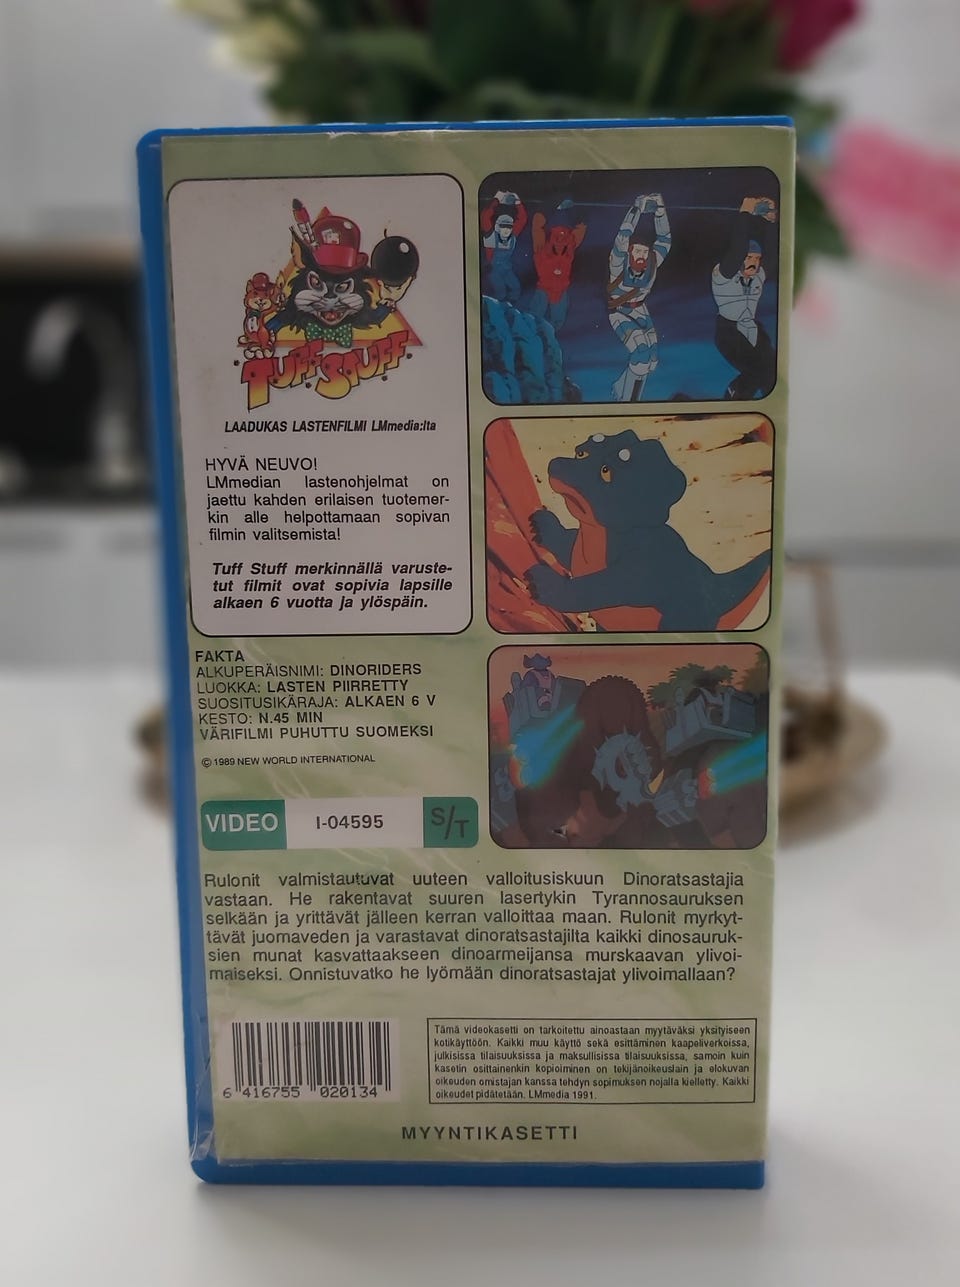 TUFF STUFF
LAADUKAS LASTENFILMI LMmedia:lta
HYVÄ NEUVO!
LMmedian lastenohjelmat on
jaettu kahden erilaisen tuotemer-
kin alle helpottamaan sopivan
filmin valitsemista!
Tuff Stuff merkinnällä varuste-
tut filmit ovat sopivia lapsille
alkaen 6 vuotta ja ylöspäin.
FAKTA
ALKUPERÄISNIMI: DINORIDERS
LUOKKA: LASTEN PIIRRETTY
SUOSITUSIKÄRAJA: ALKAEN 6 V
KESTO: N.45 MIN
VÄRIFILMI PUHUTTU SUOMEKSI
© 1989 NEW WORLD INTERNATIONAL
VIDEO I-04595 S/T
Rulonit valmistautuvat uuteen valloitusiskuun Dinoratsastajia
vastaan. He rakentavat suuren lasertykin Tyrannosauruksen
selkään ja yrittävät jälleen kerran valloittaa maan. Rulonit myrkyt-
tävät juomaveden ja varastavat dinoratsastajilta kaikki dinosauruk-
sien munat kasvattaakseen dinoarmeijansa murskaavan ylivoi-
maiseksi. Onnistuvatko he lyömään dinoratsastajat ylivoimallaan?
6 416755 020134
Tämä videokasetti on tarkoitettu ainoastaan myytäväksi yksityiseen
kotikäyttöön. Kaikki muu käyttö sekä esittäminen kaapeliverkoissa,
julkisissa tilaisuuksissa ja maksullisissa tilaisuuksissa, samoin kuin
kasetin osittainenkin kopioiminen on tekijänoikeuslain ja elokuvan
oikeuden omistajan kanssa tehdyn sopimuksen nojalla kielletty. Kaikki
oikeudet pidätetään. LMmedia 1991.
MYYNTIKASETTI